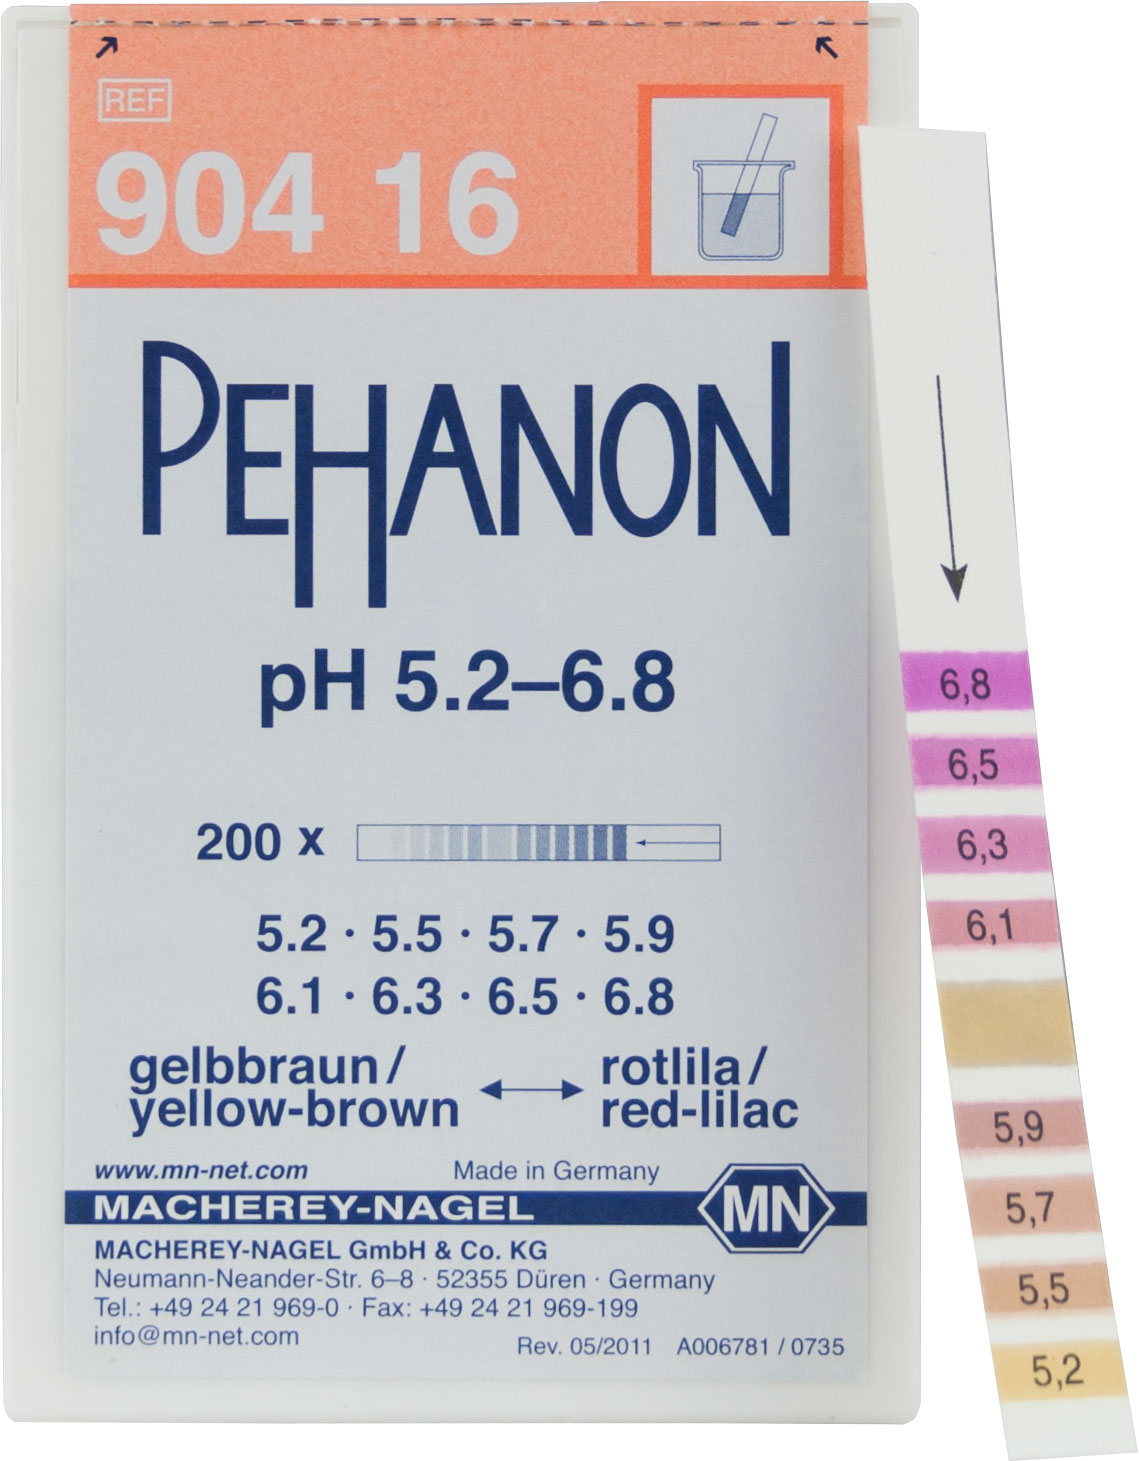 REF
904 16
PEHANON
pH 5.2–6.8
200 x
5.2 · 5.5 · 5.7 · 5.9
6.1 · 6.3 · 6.5 · 6.8
gelbbraun/ rotlila/
yellow-brown red-lilac
www.mn-net.com Made in Germany
MACHEREY-NAGEL MN
MACHEREY-NAGEL GmbH & Co. KG
Neumann-Neander-Str. 6–8 · 52355 Düren · Germany
Tel.: +49 24 21 969-0 · Fax: +49 24 21 969-199
info@mn-net.com
Rev. 05/2011 A006781 / 0735
6,8
6,5
6,3
6,1
5,9
5,7
5,5
5,2